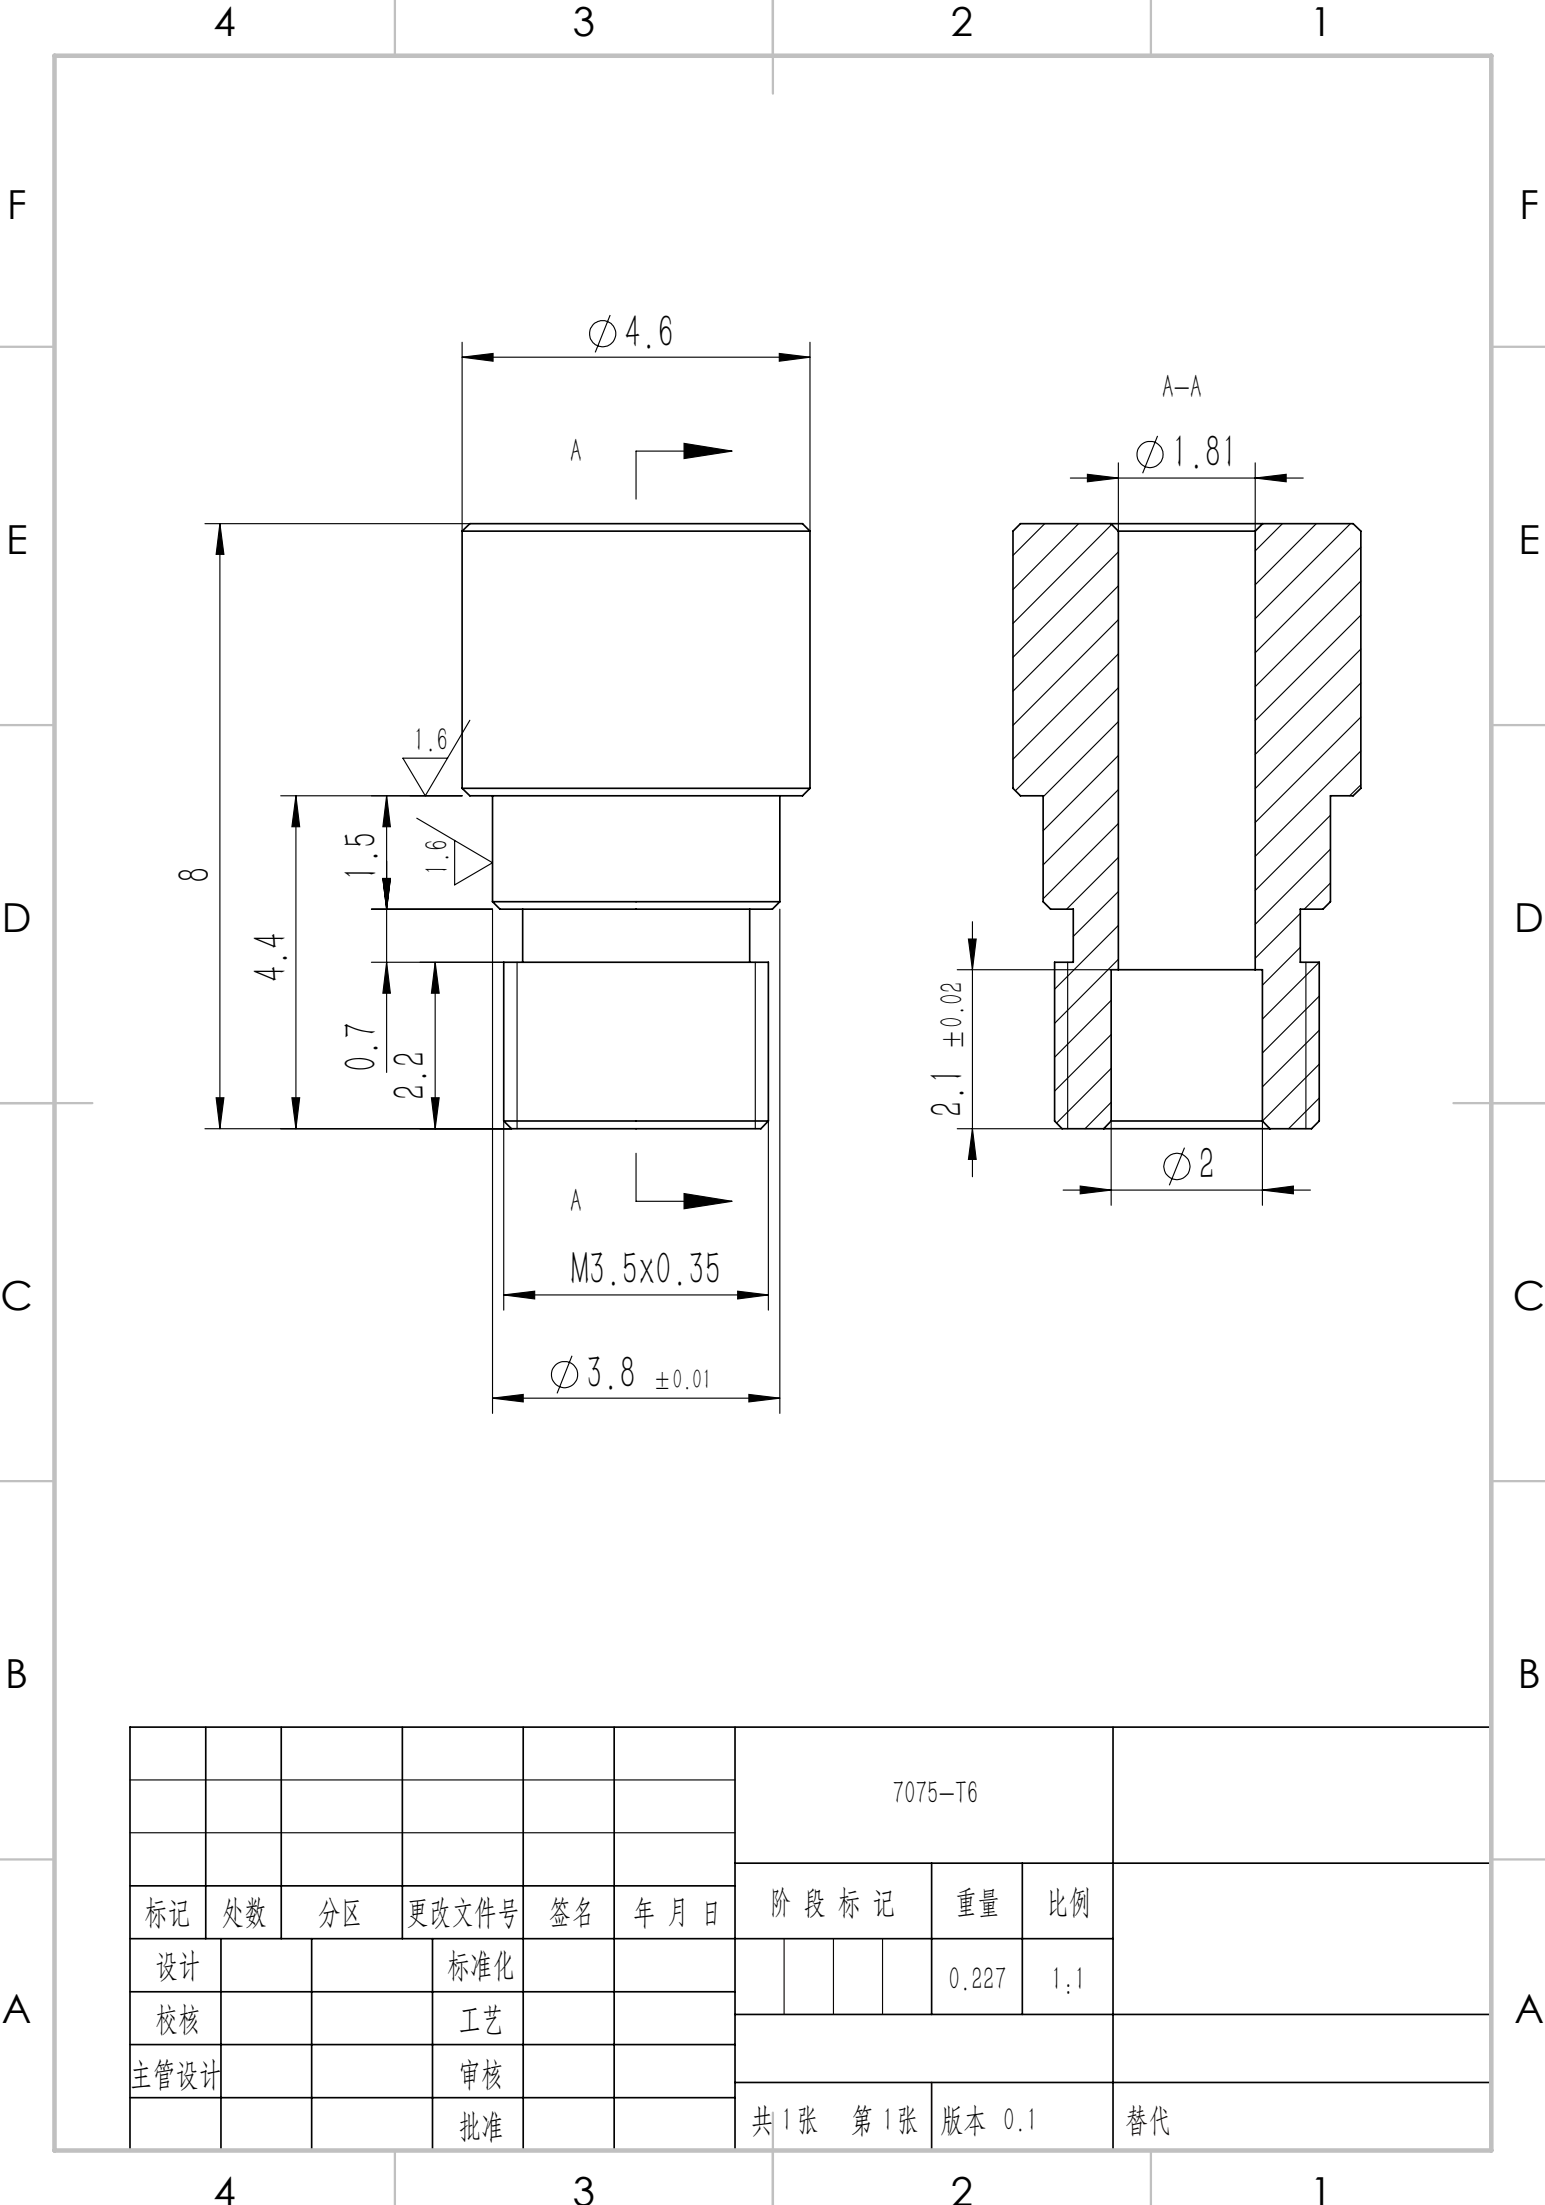 4 3 2 1
F F
⌀4.6
A-A
A
⌀1.81
E E
1.6
1.5
1.6
8
D D
4.4
2.1 ±0.02
0.7
2.2
⌀2
A
M3.5x0.35
C C
⌀3.8 ±0.01
B B
7075-T6
阶段标记 重量 比例
标记 处数 分区 更改文件号 签名 年月日
设计 标准化
0.227 1:1
A A
校核 工艺
主管设计 审核
批准
共1张 第1张 版本 0.1 替代
4 3 2 1